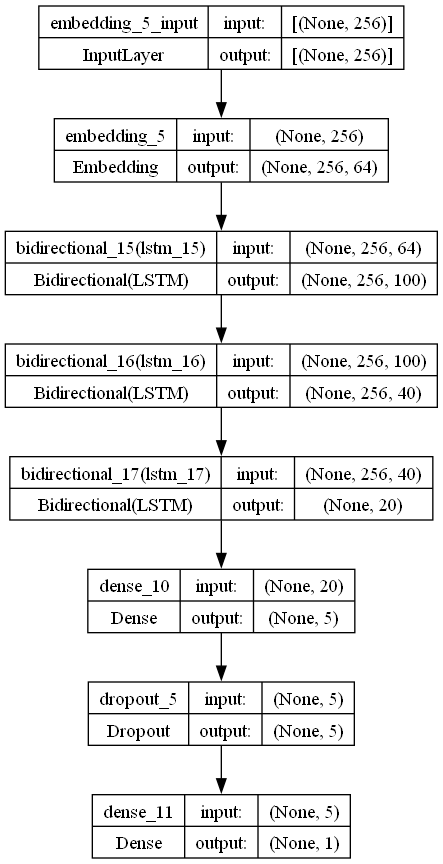 embedding_5_input input: [(None, 256)]
InputLayer output: [(None, 256)]
embedding_5 input: (None, 256)
Embedding output: (None, 256, 64)
bidirectional_15(lstm_15) input: (None, 256, 64)
Bidirectional(LSTM) output: (None, 256, 100)
bidirectional_16(lstm_16) input: (None, 256, 100)
Bidirectional(LSTM) output: (None, 256, 40)
bidirectional_17(lstm_17) input: (None, 256, 40)
Bidirectional(LSTM) output: (None, 20)
dense_10 input: (None, 20)
Dense output: (None, 5)
dropout_5 input: (None, 5)
Dropout output: (None, 5)
dense_11 input: (None, 5)
Dense output: (None, 1)